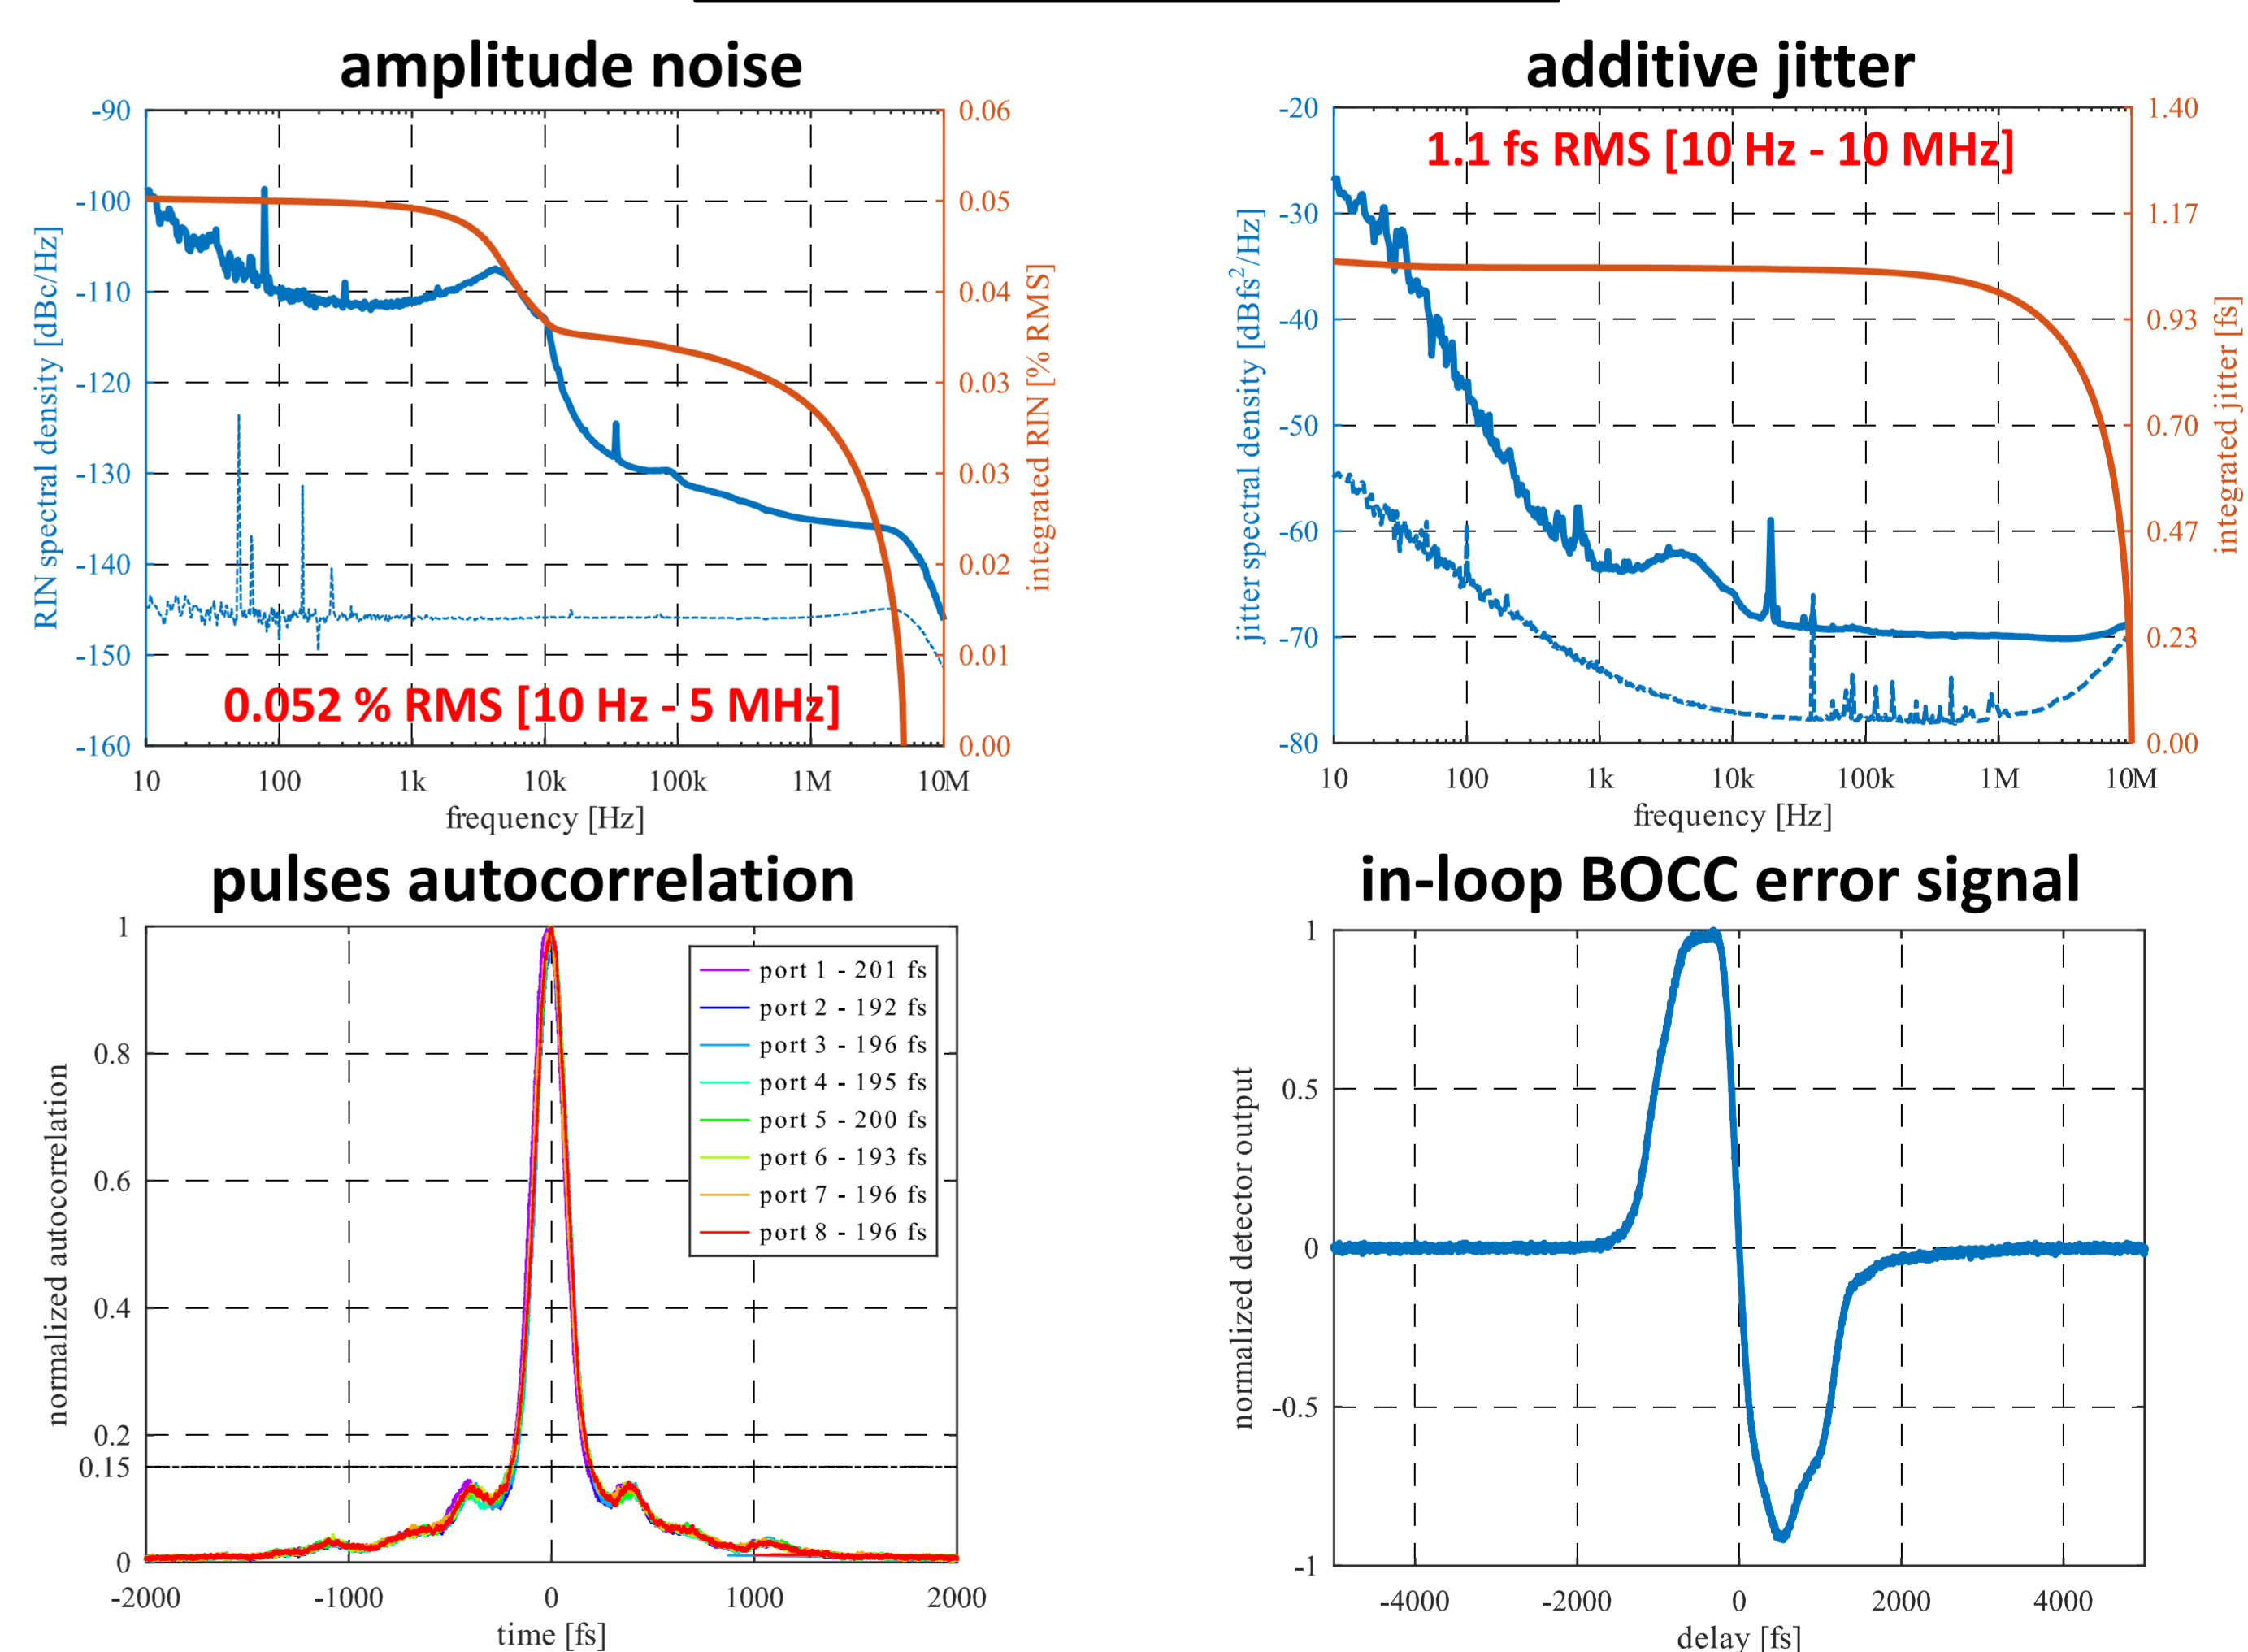 amplitude noise
-90
-100
-110
-120
-130
-140
-150
-160
RIN spectral density [dBc/Hz]
0.06
0.05
0.04
0.03
0.03
0.02
0.01
0.00
integrated RIN [% RMS]
0.052 % RMS [10 Hz - 5 MHz]
10 100 1k 10k 100k 1M 10M
frequency [Hz]
additive jitter
-20
-30
-40
-50
-60
-70
-80
jitter spectral density [dBfs²/Hz]
1.1 fs RMS [10 Hz - 10 MHz]
1.40
1.17
0.93
0.70
0.47
0.23
0.00
integrated jitter [fs]
10 100 1k 10k 100k 1M 10M
frequency [Hz]
pulses autocorrelation
1
0.8
0.6
0.4
0.2
0.15
0
normalized autocorrelation
port 1 - 201 fs
port 2 - 192 fs
port 3 - 196 fs
port 4 - 195 fs
port 5 - 200 fs
port 6 - 193 fs
port 7 - 196 fs
port 8 - 196 fs
-2000 -1000 0 1000 2000
time [fs]
in-loop BOCC error signal
1
0.5
0
-0.5
-1
normalized detector output
-4000 -2000 0 2000 4000
delay [fs]